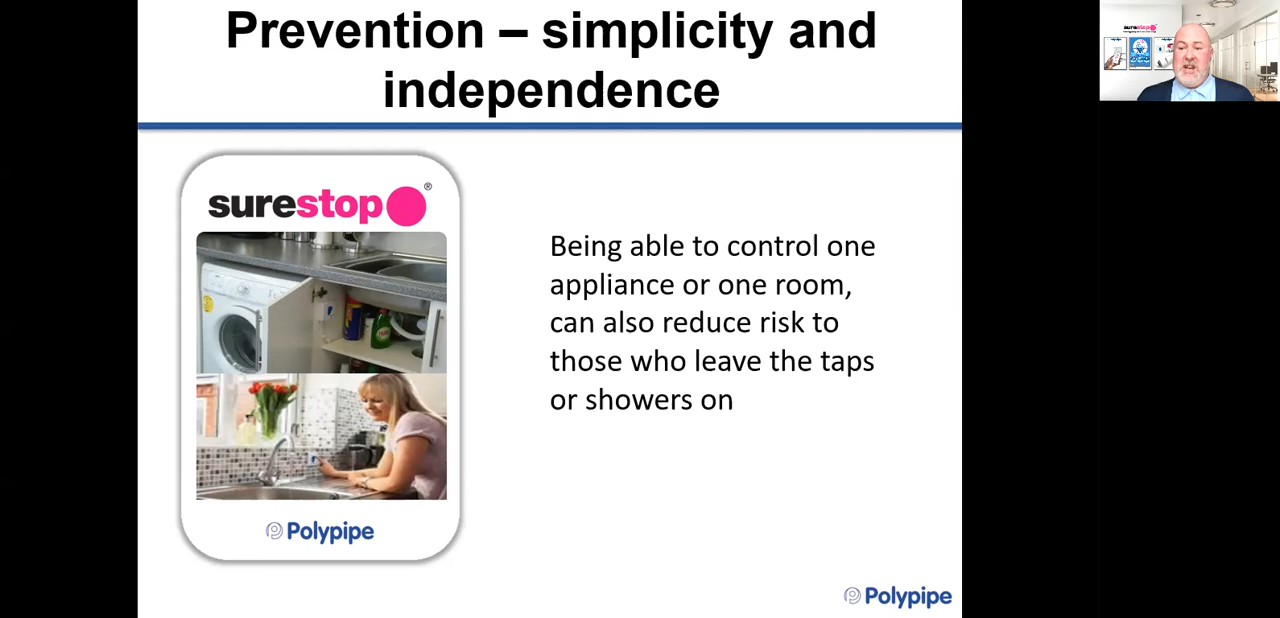 Prevention – simplicity and
independence
surestop®
Being able to control one
appliance or one room,
can also reduce risk to
those who leave the taps
or showers on
Polypipe
Polypipe
surestop